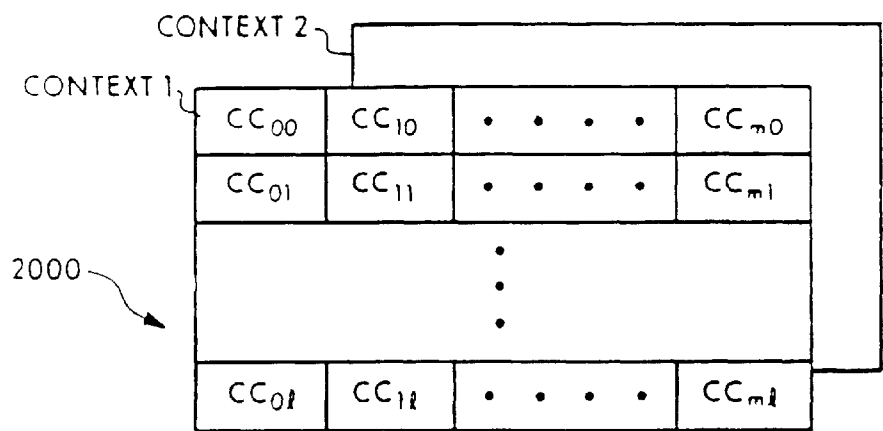 CONTEXT 2
CONTEXT 1
CC₀₀ CC₁₀ • • • • CCₘ₀
CC₀₁ CC₁₁ • • • • CCₘ₁
2000
CC₀ℓ CC₁ℓ • • • • CCₘℓ